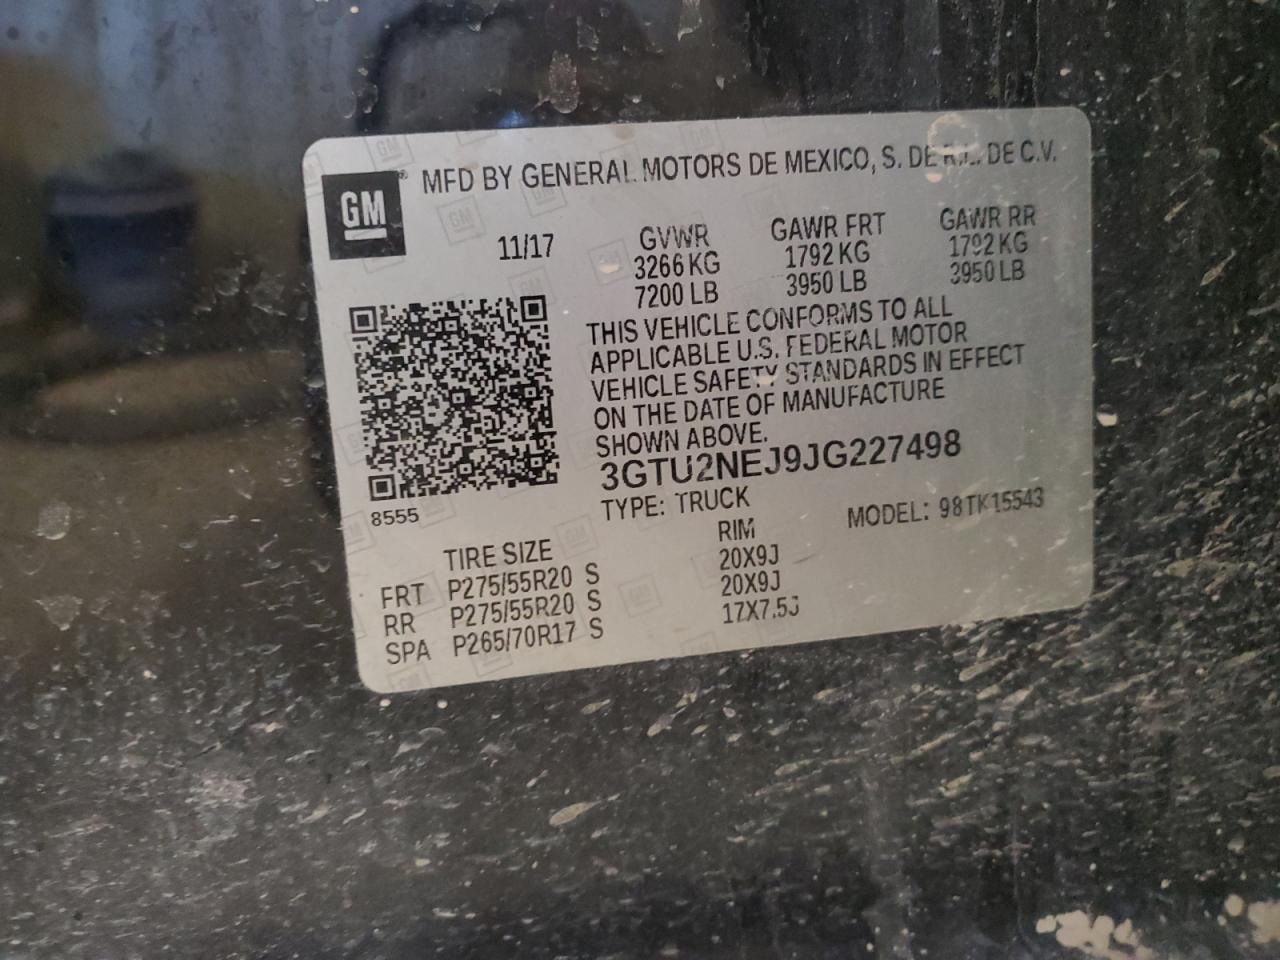 MFD BY GENERAL MOTORS DE MEXICO, S. DE R.L. DE C.V.
GM
11/17
GVWR GAWR FRT GAWR RR
3266 KG 1792 KG 1792 KG
7200 LB 3950 LB 3950 LB
THIS VEHICLE CONFORMS TO ALL
APPLICABLE U.S. FEDERAL MOTOR
VEHICLE SAFETY STANDARDS IN EFFECT
ON THE DATE OF MANUFACTURE
SHOWN ABOVE.
3GTU2NEJ9JG227498
8555
TYPE: TRUCK MODEL: 98TK15543
TIRE SIZE RIM
FRT P275/55R20 S 20X9J
RR P275/55R20 S 20X9J
SPA P265/70R17 S 17X7.5J